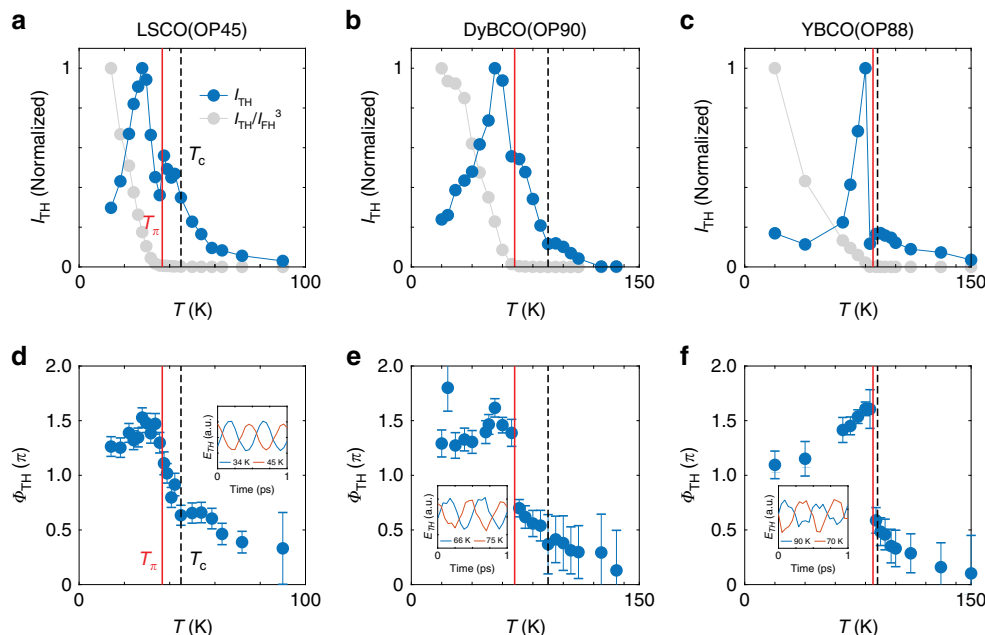 a LSCO(OP45)
b DyBCO(OP90)
c YBCO(OP88)
I_TH (Normalized)
1
0
I_TH
I_TH/I_FH^3
T_c
T_π
0 100
T (K)
I_TH (Normalized)
1
0
0 150
T (K)
I_TH (Normalized)
1
0
0 150
T (K)
d
Φ_TH (π)
2.0
1.5
1.0
0.5
0
E_TH (a.u.)
34 K 45 K
0 1
Time (ps)
T_π T_c
0 100
T (K)
e
Φ_TH (π)
2.0
1.5
1.0
0.5
0
E_TH (a.u.)
66 K 75 K
0 1
Time (ps)
0 150
T (K)
f
Φ_TH (π)
2.0
1.5
1.0
0.5
0
E_TH (a.u.)
90 K 70 K
0 1
Time (ps)
0 150
T (K)